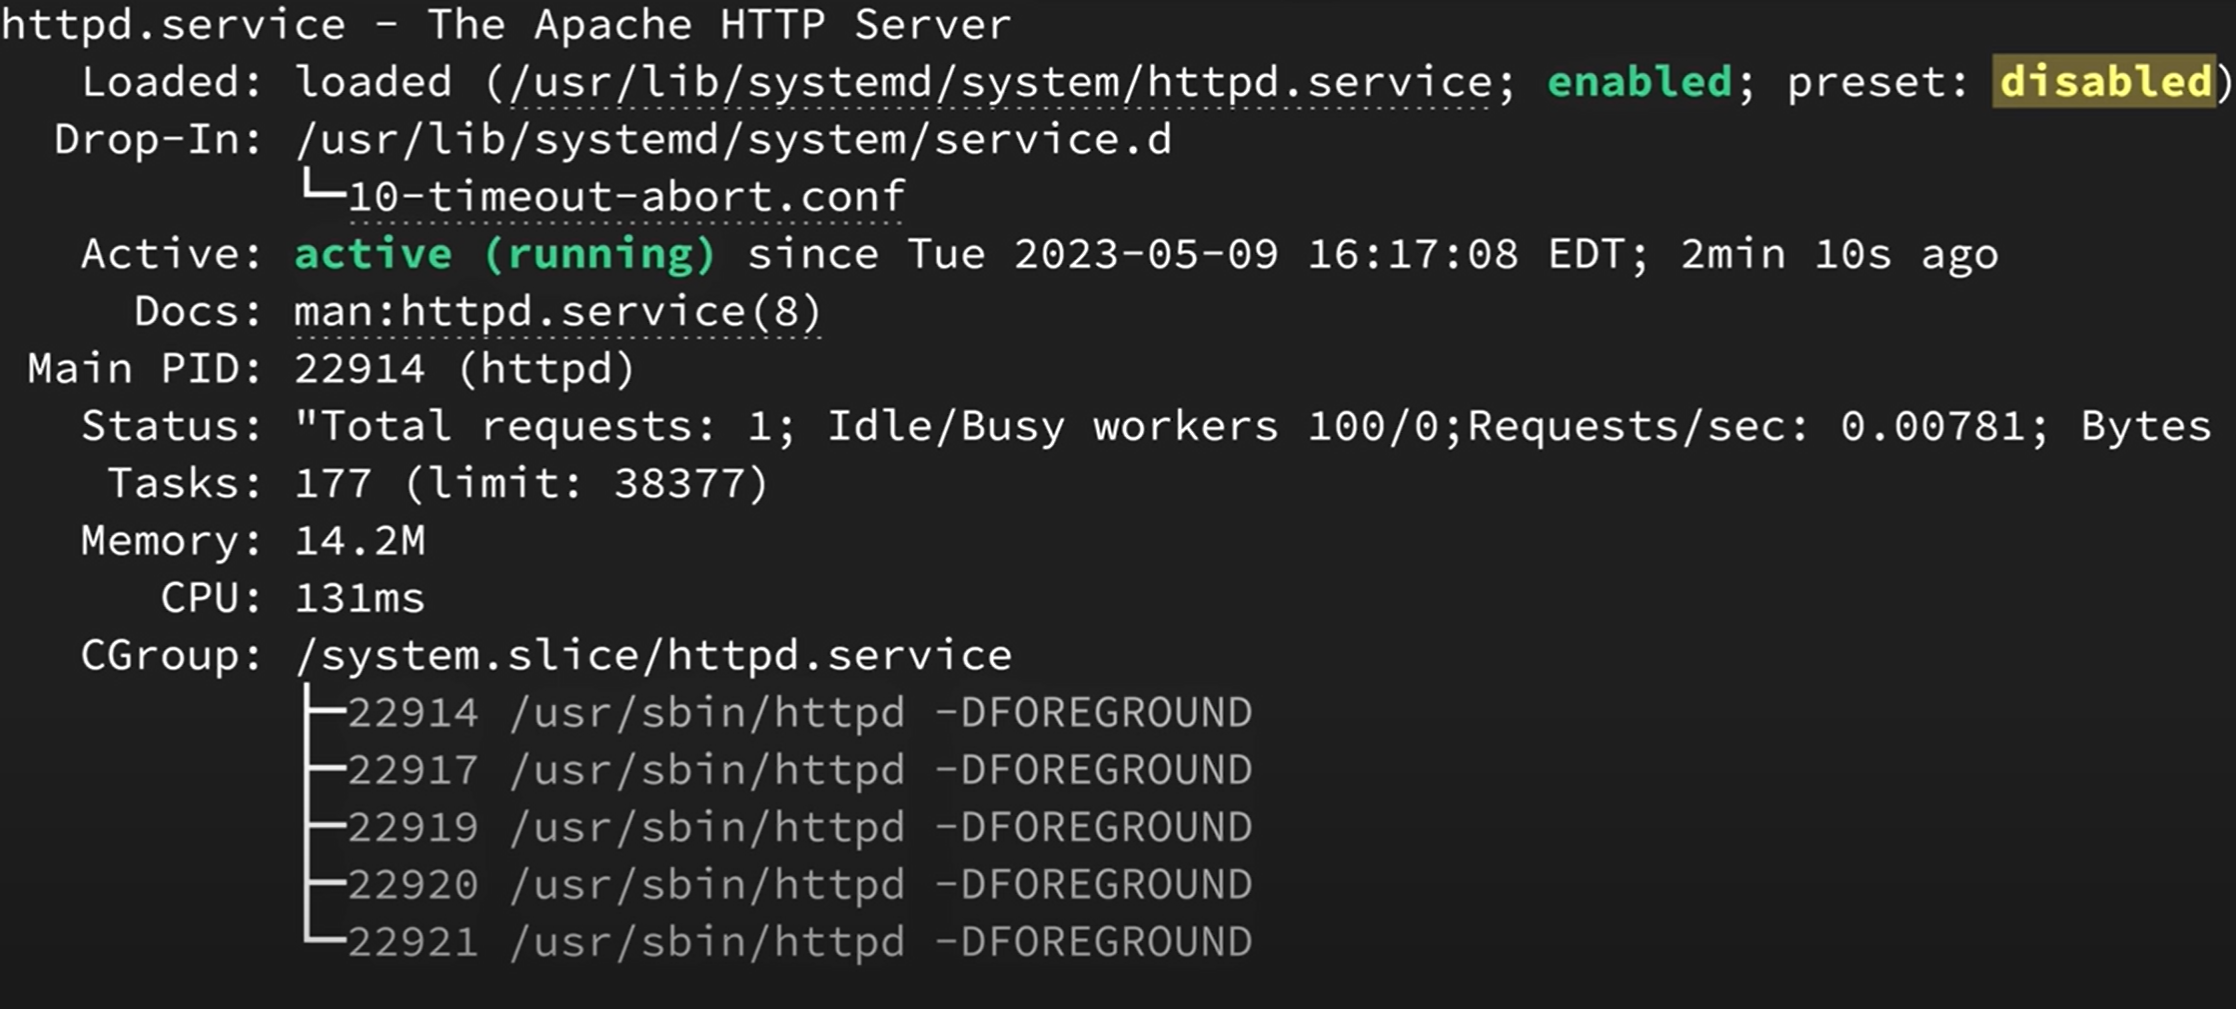 httpd.service - The Apache HTTP Server
Loaded: loaded (/usr/lib/systemd/system/httpd.service; enabled; preset: disabled)
Drop-In: /usr/lib/systemd/system/service.d
└─10-timeout-abort.conf
Active: active (running) since Tue 2023-05-09 16:17:08 EDT; 2min 10s ago
Docs: man:httpd.service(8)
Main PID: 22914 (httpd)
Status: "Total requests: 1; Idle/Busy workers 100/0;Requests/sec: 0.00781; Bytes
Tasks: 177 (limit: 38377)
Memory: 14.2M
CPU: 131ms
CGroup: /system.slice/httpd.service
├─22914 /usr/sbin/httpd -DFOREGROUND
├─22917 /usr/sbin/httpd -DFOREGROUND
├─22919 /usr/sbin/httpd -DFOREGROUND
├─22920 /usr/sbin/httpd -DFOREGROUND
└─22921 /usr/sbin/httpd -DFOREGROUND